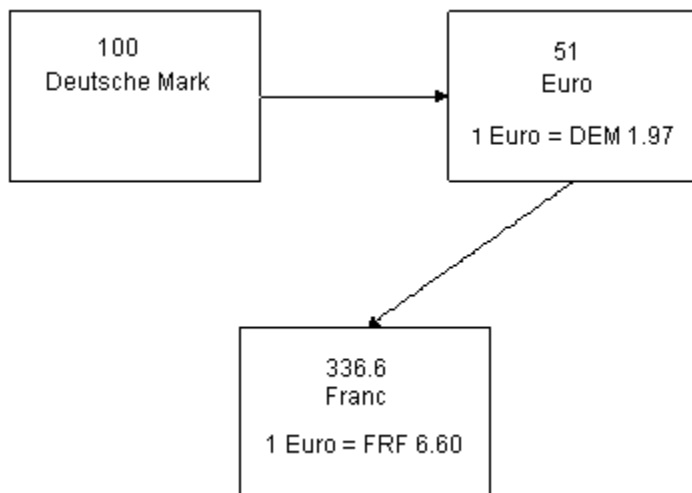 100
Deutsche Mark
51
Euro
1 Euro = DEM 1.97
336.6
Franc
1 Euro = FRF 6.60